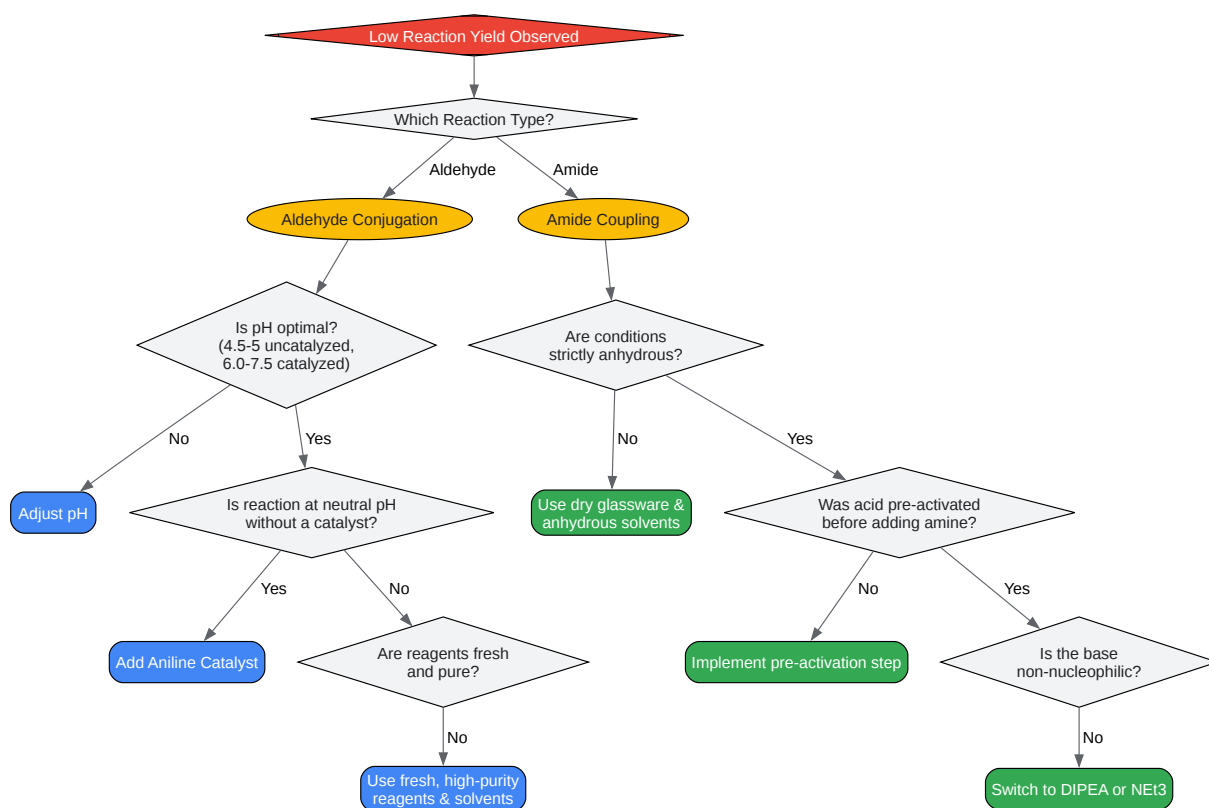 Low Reaction Yield Observed
Which Reaction Type?
Aldehyde
Amide
Aldehyde Conjugation
Amide Coupling
Is pH optimal?
(4.5-5 uncatalyzed,
6.0-7.5 catalyzed)
Are conditions
strictly anhydrous?
No
Yes
No
Yes
Adjust pH
Is reaction at neutral pH
without a catalyst?
Use dry glassware &
anhydrous solvents
Was acid pre-activated
before adding amine?
Yes
No
No
Yes
Add Aniline Catalyst
Are reagents fresh
and pure?
Implement pre-activation step
Is the base
non-nucleophilic?
No
No
Use fresh, high-purity
reagents & solvents
Switch to DIPEA or NEt3